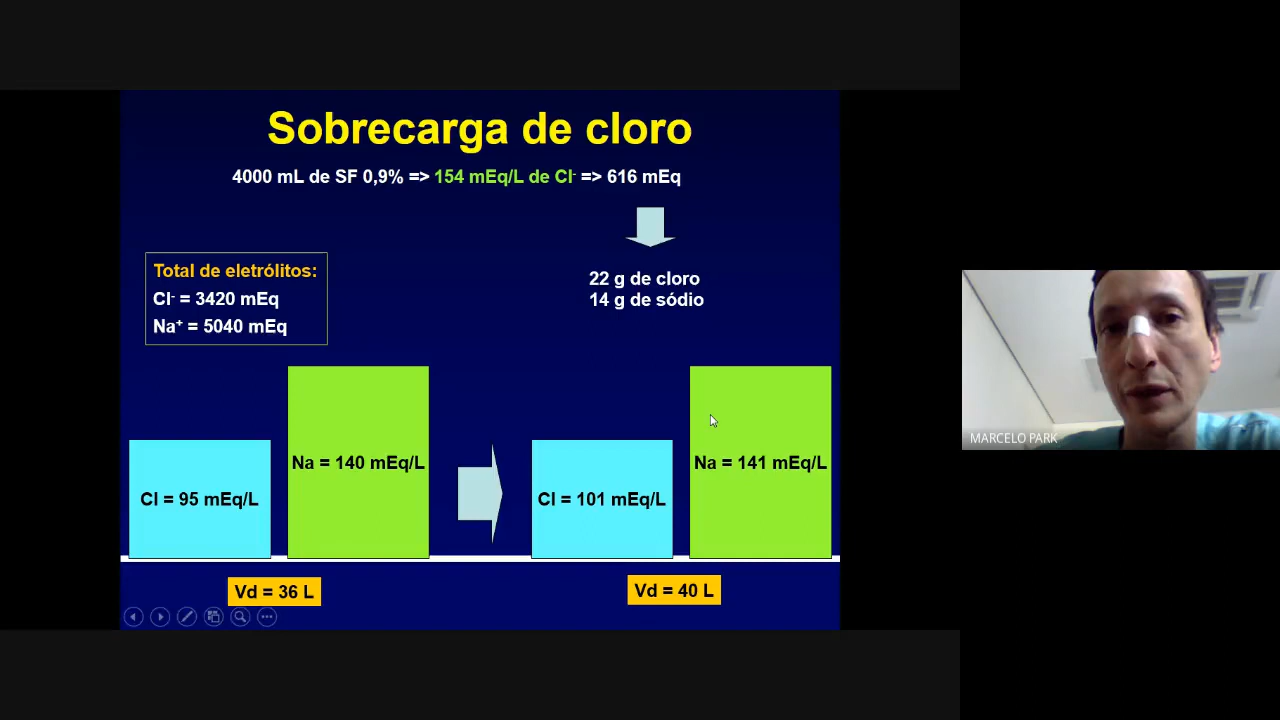 Sobrecarga de cloro
4000 mL de SF 0,9% => 154 mEq/L de Cl- => 616 mEq
Total de eletrólitos:
Cl- = 3420 mEq
Na+ = 5040 mEq
22 g de cloro
14 g de sódio
Cl = 95 mEq/L
Na = 140 mEq/L
Cl = 101 mEq/L
Na = 141 mEq/L
Vd = 36 L
Vd = 40 L
MARCELO PARK